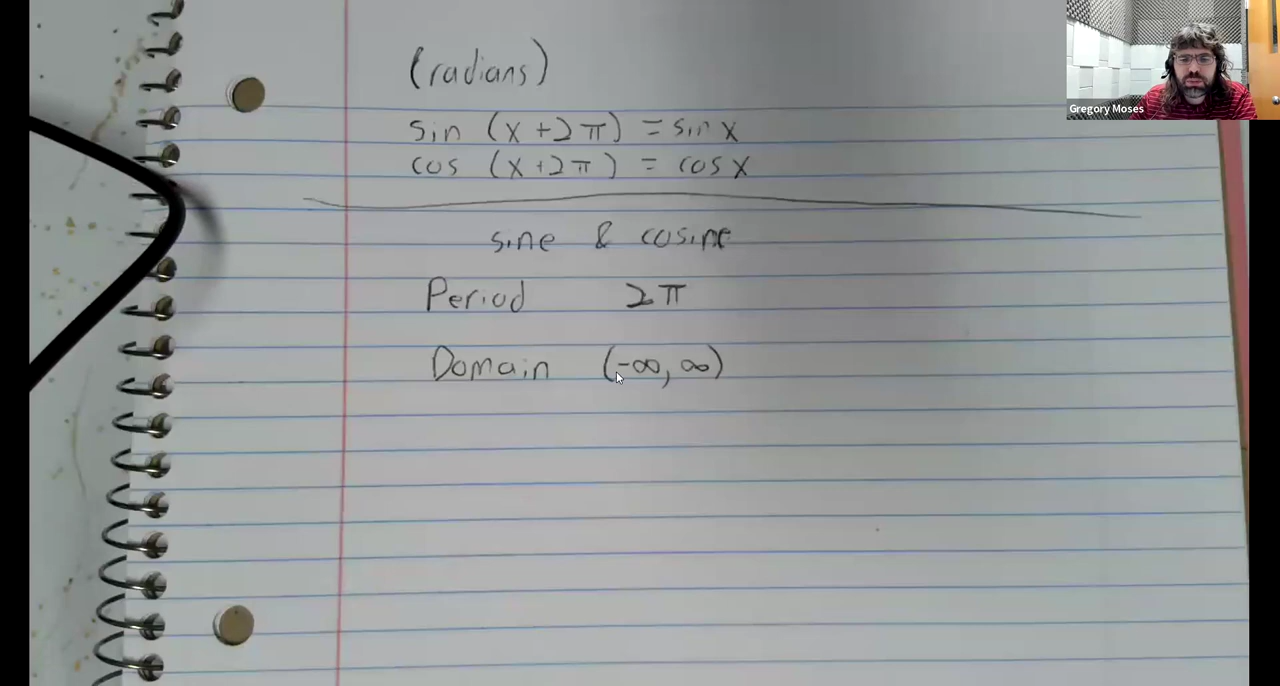 (radians)
Gregory Moses
sin (x + 2π) = sin x
cos (x + 2π) = cos x
sine & cosine
Period 2π
Domain (-∞, ∞)